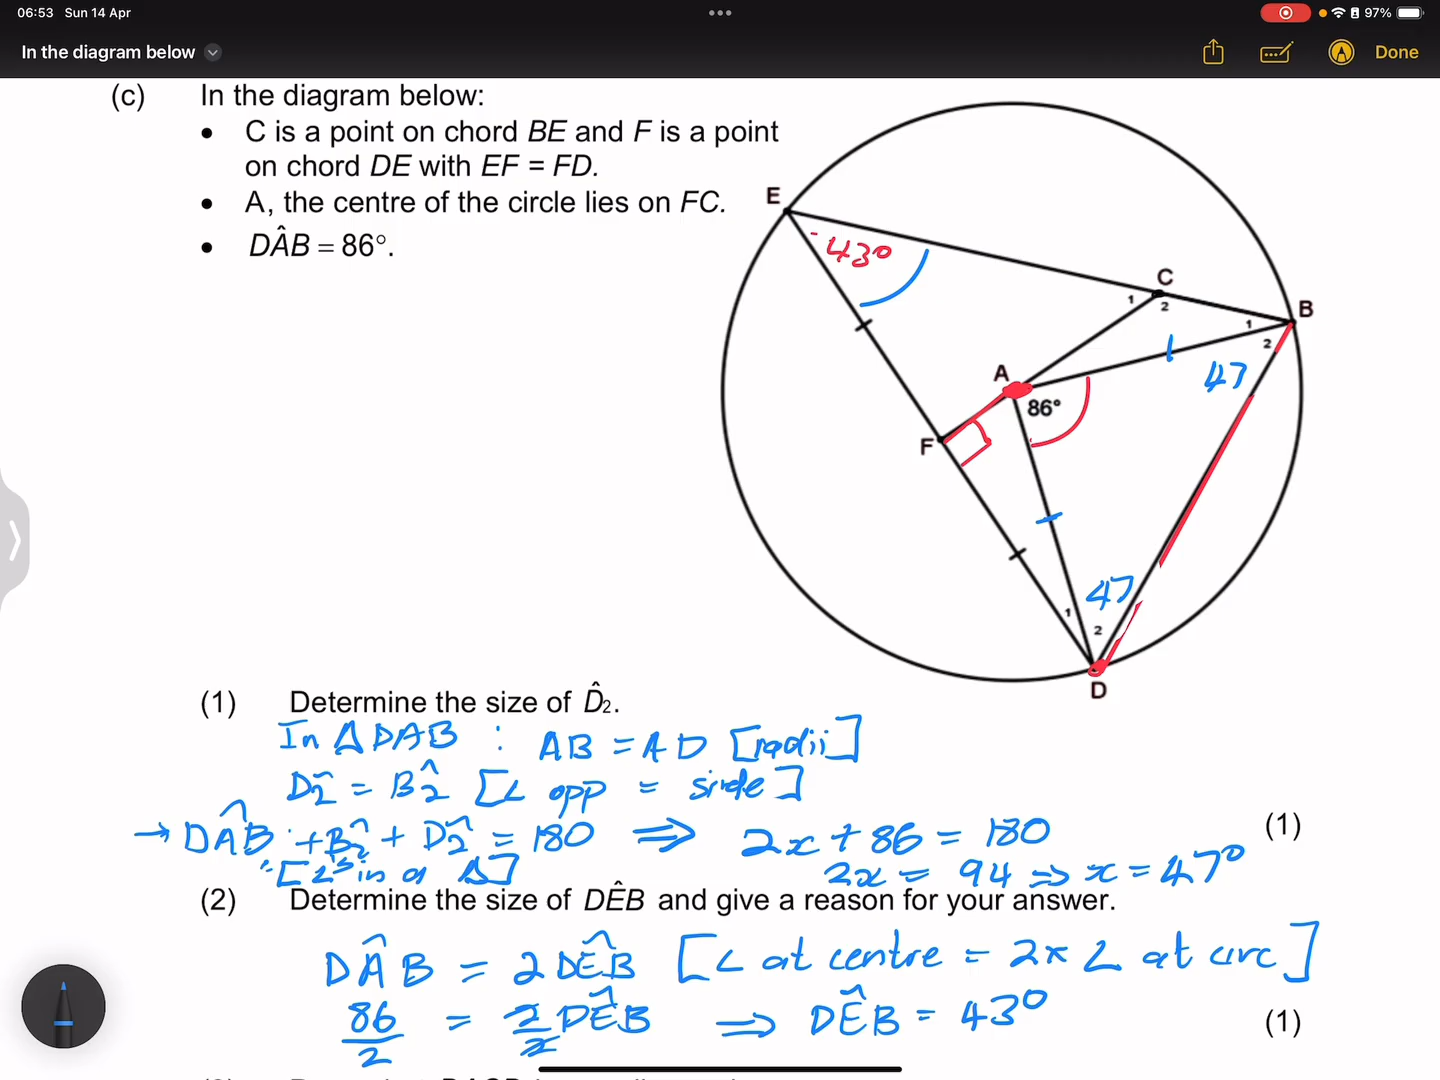 06:53 Sun 14 Apr
97%
In the diagram below
Done
(c) In the diagram below:
• C is a point on chord BE and F is a point
on chord DE with EF = FD.
• A, the centre of the circle lies on FC.
• DÂB = 86°.
E
43°
C
1
2
B
1
2
47
A
86°
F
47
1
2
D
(1) Determine the size of D̂₂.
In Δ DAB : AB = AD [radii]
D̂2 = B̂2 [∠ opp = side]
→ DÂB + B̂2 + D̂2 = 180 ⇒ 2x + 86 = 180
(1)
[∠'s in a Δ] 2x = 94 ⇒ x = 47°
(2) Determine the size of DÊB and give a reason for your answer.
DÂB = 2DÊB [∠ at centre = 2x ∠ at circ]
86/2 = 2/2 DÊB ⇒ DÊB = 43°
(1)